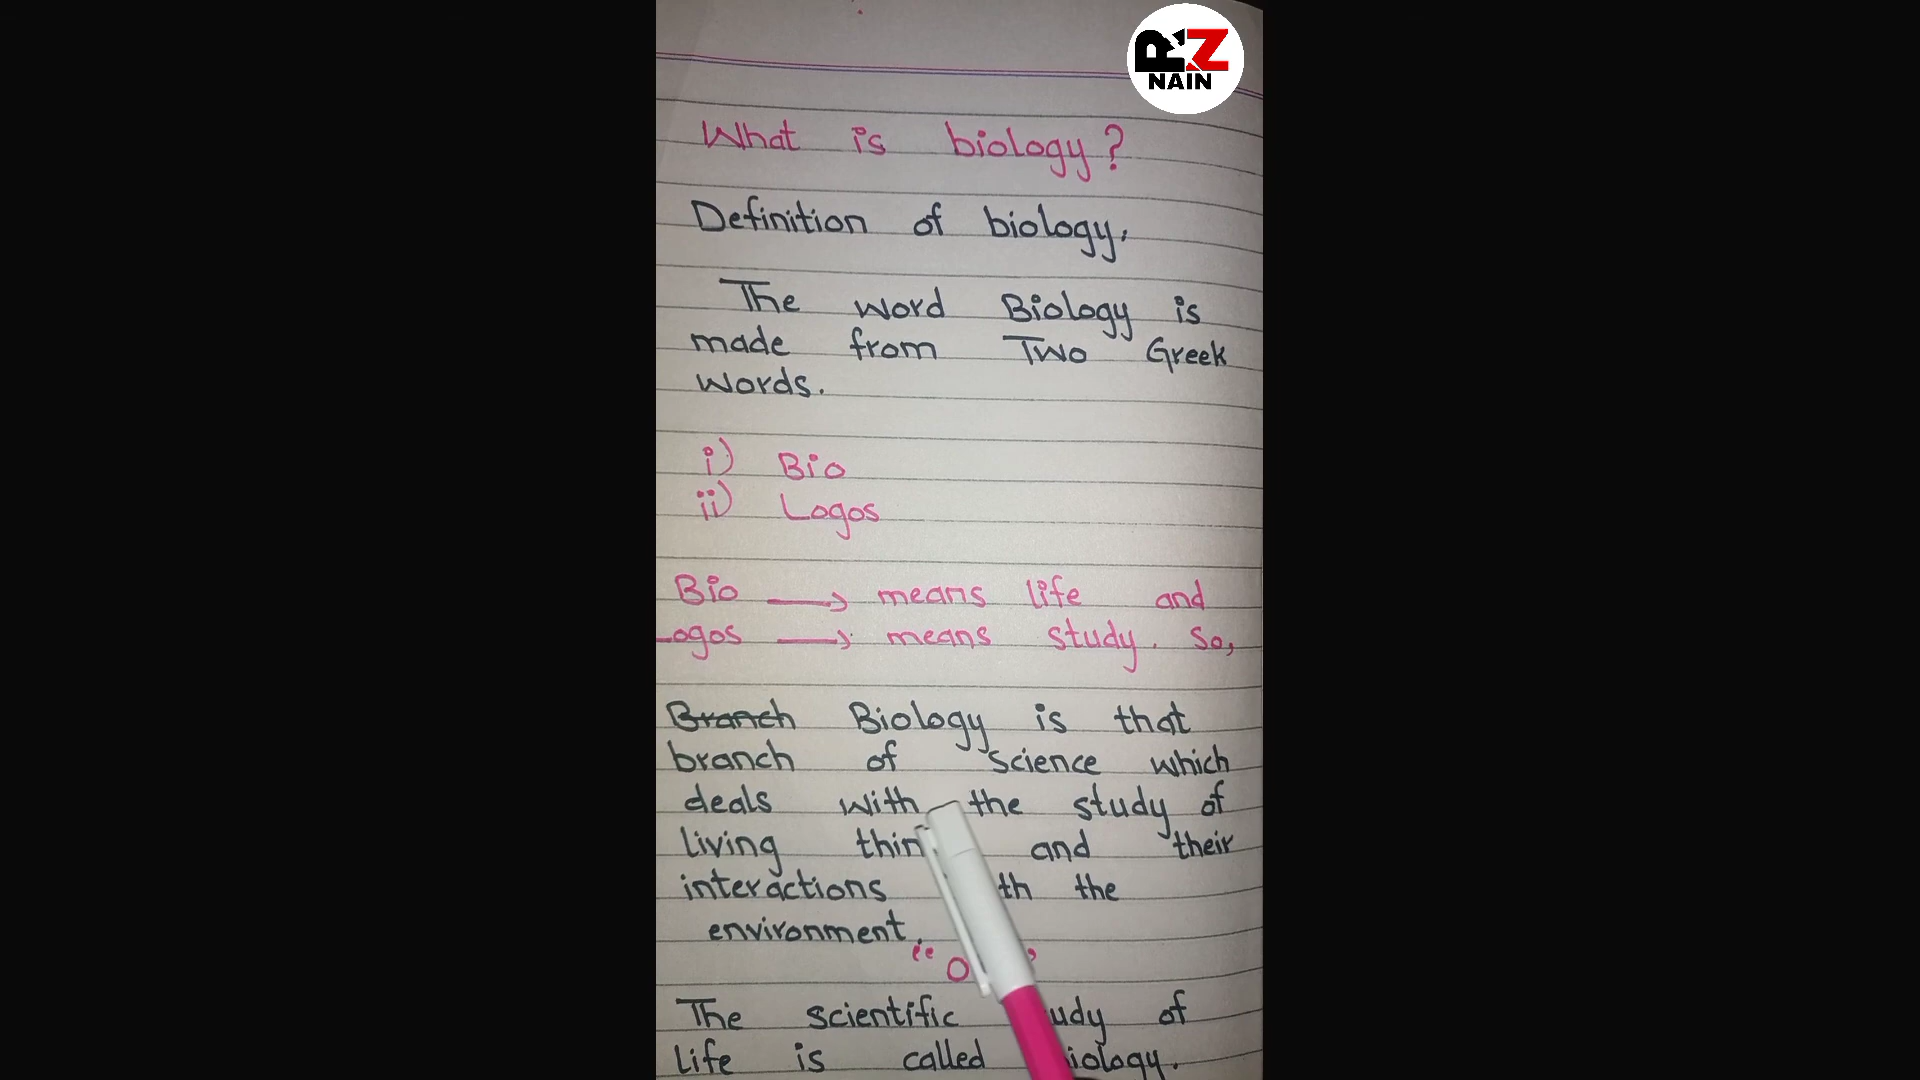 RZ
NAIN
What is biology?
Definition of biology.
The word Biology is
made from Two Greek
words.
i) Bio
ii) Logos
Bio → means life and
Logos → means study. So,
Branch Biology is that
branch of science which
deals with the study of
living and their
interactions the
environment.
The scientific of
life is called